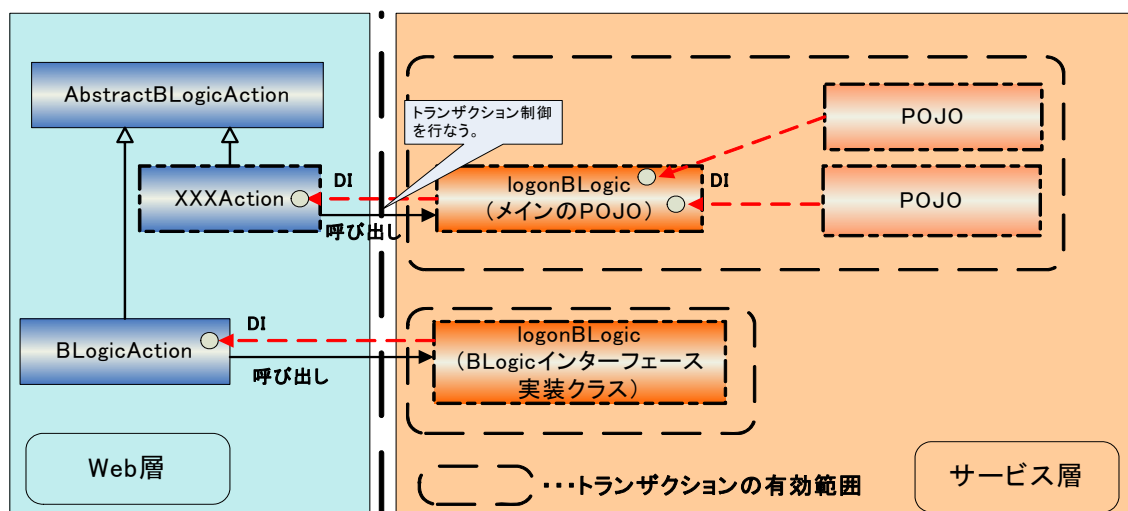 AbstractBLogicAction
トランザクション制御
を行なう。
POJO
XXXAction
DI
logonBLogic
(メインのPOJO)
DI
POJO
呼び出し
BLogicAction
DI
logonBLogic
(BLogicインターフェース
実装クラス)
呼び出し
Web層
・・・トランザクションの有効範囲
サービス層